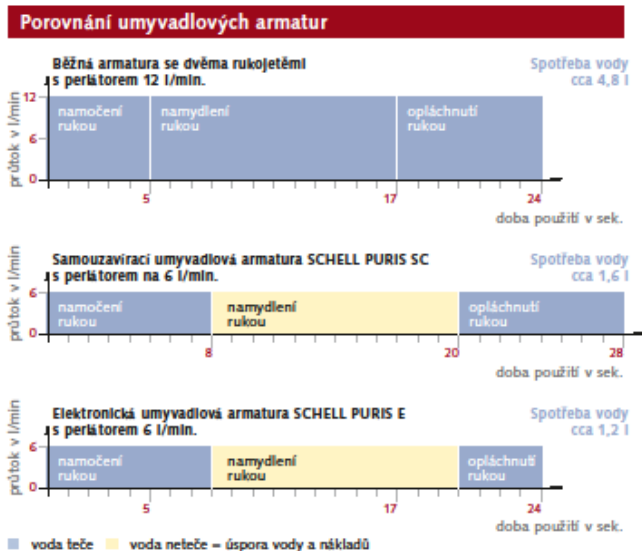 Porovnání umyvadlových armatur
Běžná armatura se dvěma rukojetěmi
s perlátorem 12 l/min.
Spotřeba vody
cca 4,8 l
průtok v l/min
12
6
0
namočení
rukou
namydlení
rukou
opláchnutí
rukou
5
17
24
doba použití v sek.
Samouzavírací umyvadlová armatura SCHELL PURIS SC
s perlátorem na 6 l/min.
Spotřeba vody
cca 1,6 l
průtok v l/min
6
0
namočení
rukou
namydlení
rukou
opláchnutí
rukou
8
20
28
doba použití v sek.
Elektronická umyvadlová armatura SCHELL PURIS E
s perlátorem 6 l/min.
Spotřeba vody
cca 1,2 l
průtok v l/min
6
0
namočení
rukou
namydlení
rukou
opláchnutí
rukou
5
17
24
doba použití v sek.
voda teče
voda neteče = úspora vody a nákladů